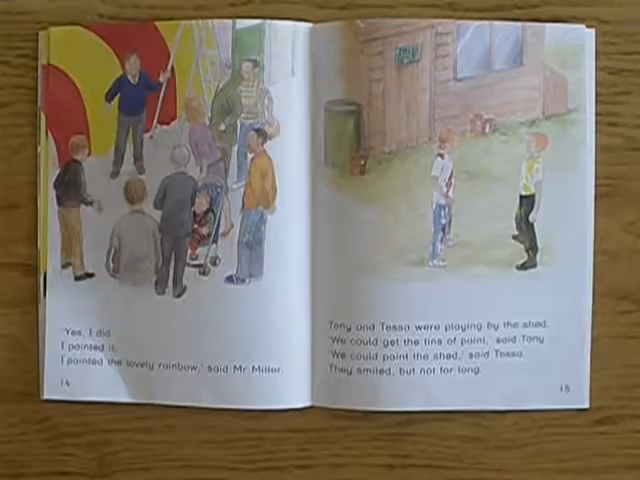 'Yes, I did.
I painted it.
I painted the lovely rainbow,' said Mr Miller.
14
Tony and Tessa were playing by the shed.
'We could get the tins of paint,' said Tony
'We could paint the shed,' said Tessa.
They smiled, but not for long.
15